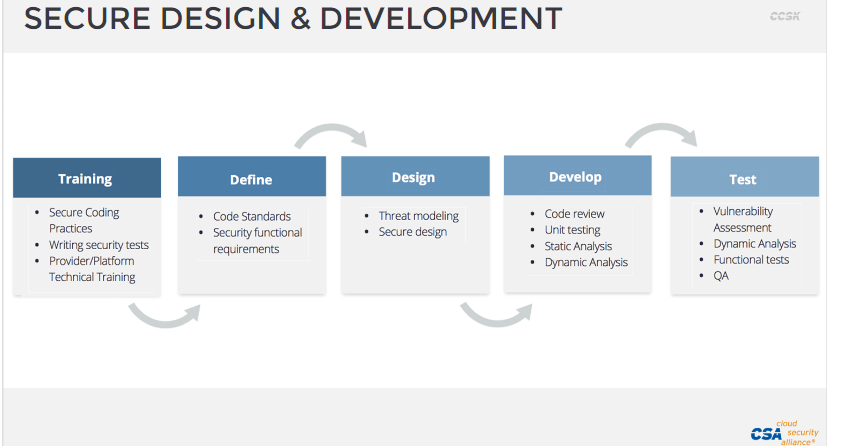 SECURE DESIGN & DEVELOPMENT
CCSK
Training
Secure Coding
Practices
Writing security tests
Provider/Platform
Technical Training
Define
Code Standards
Security functional
requirements
Design
Threat modeling
Secure design
Develop
Code review
Unit testing
Static Analysis
Dynamic Analysis
Test
Vulnerability
Assessment
Dynamic Analysis
Functional tests
QA
CSA cloud
security
alliance®